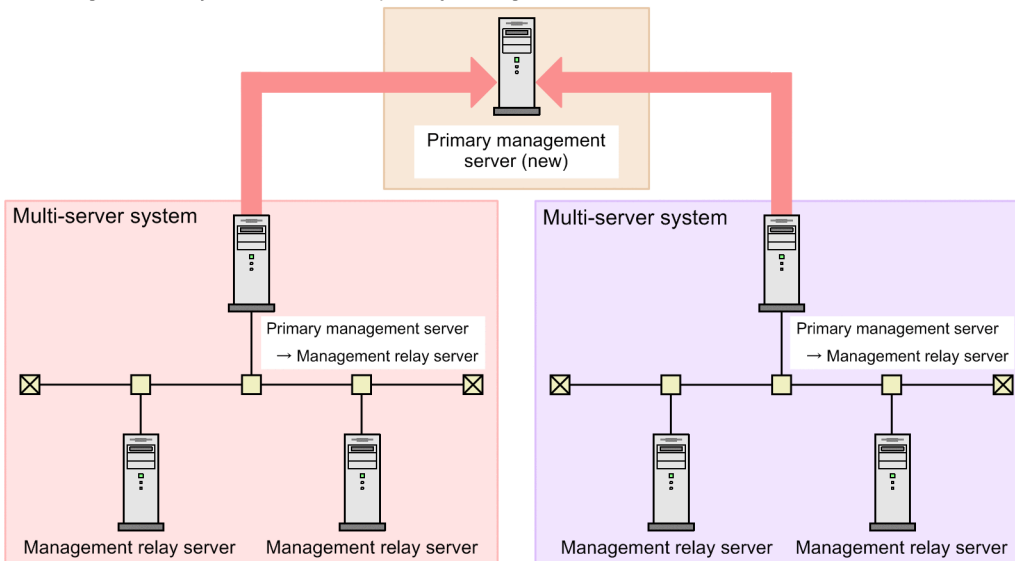 Primary management
server (new)
Multi-server system
Multi-server system
Primary management server
→ Management relay server
Primary management server
→ Management relay server
Management relay server
Management relay server
Management relay server
Management relay server